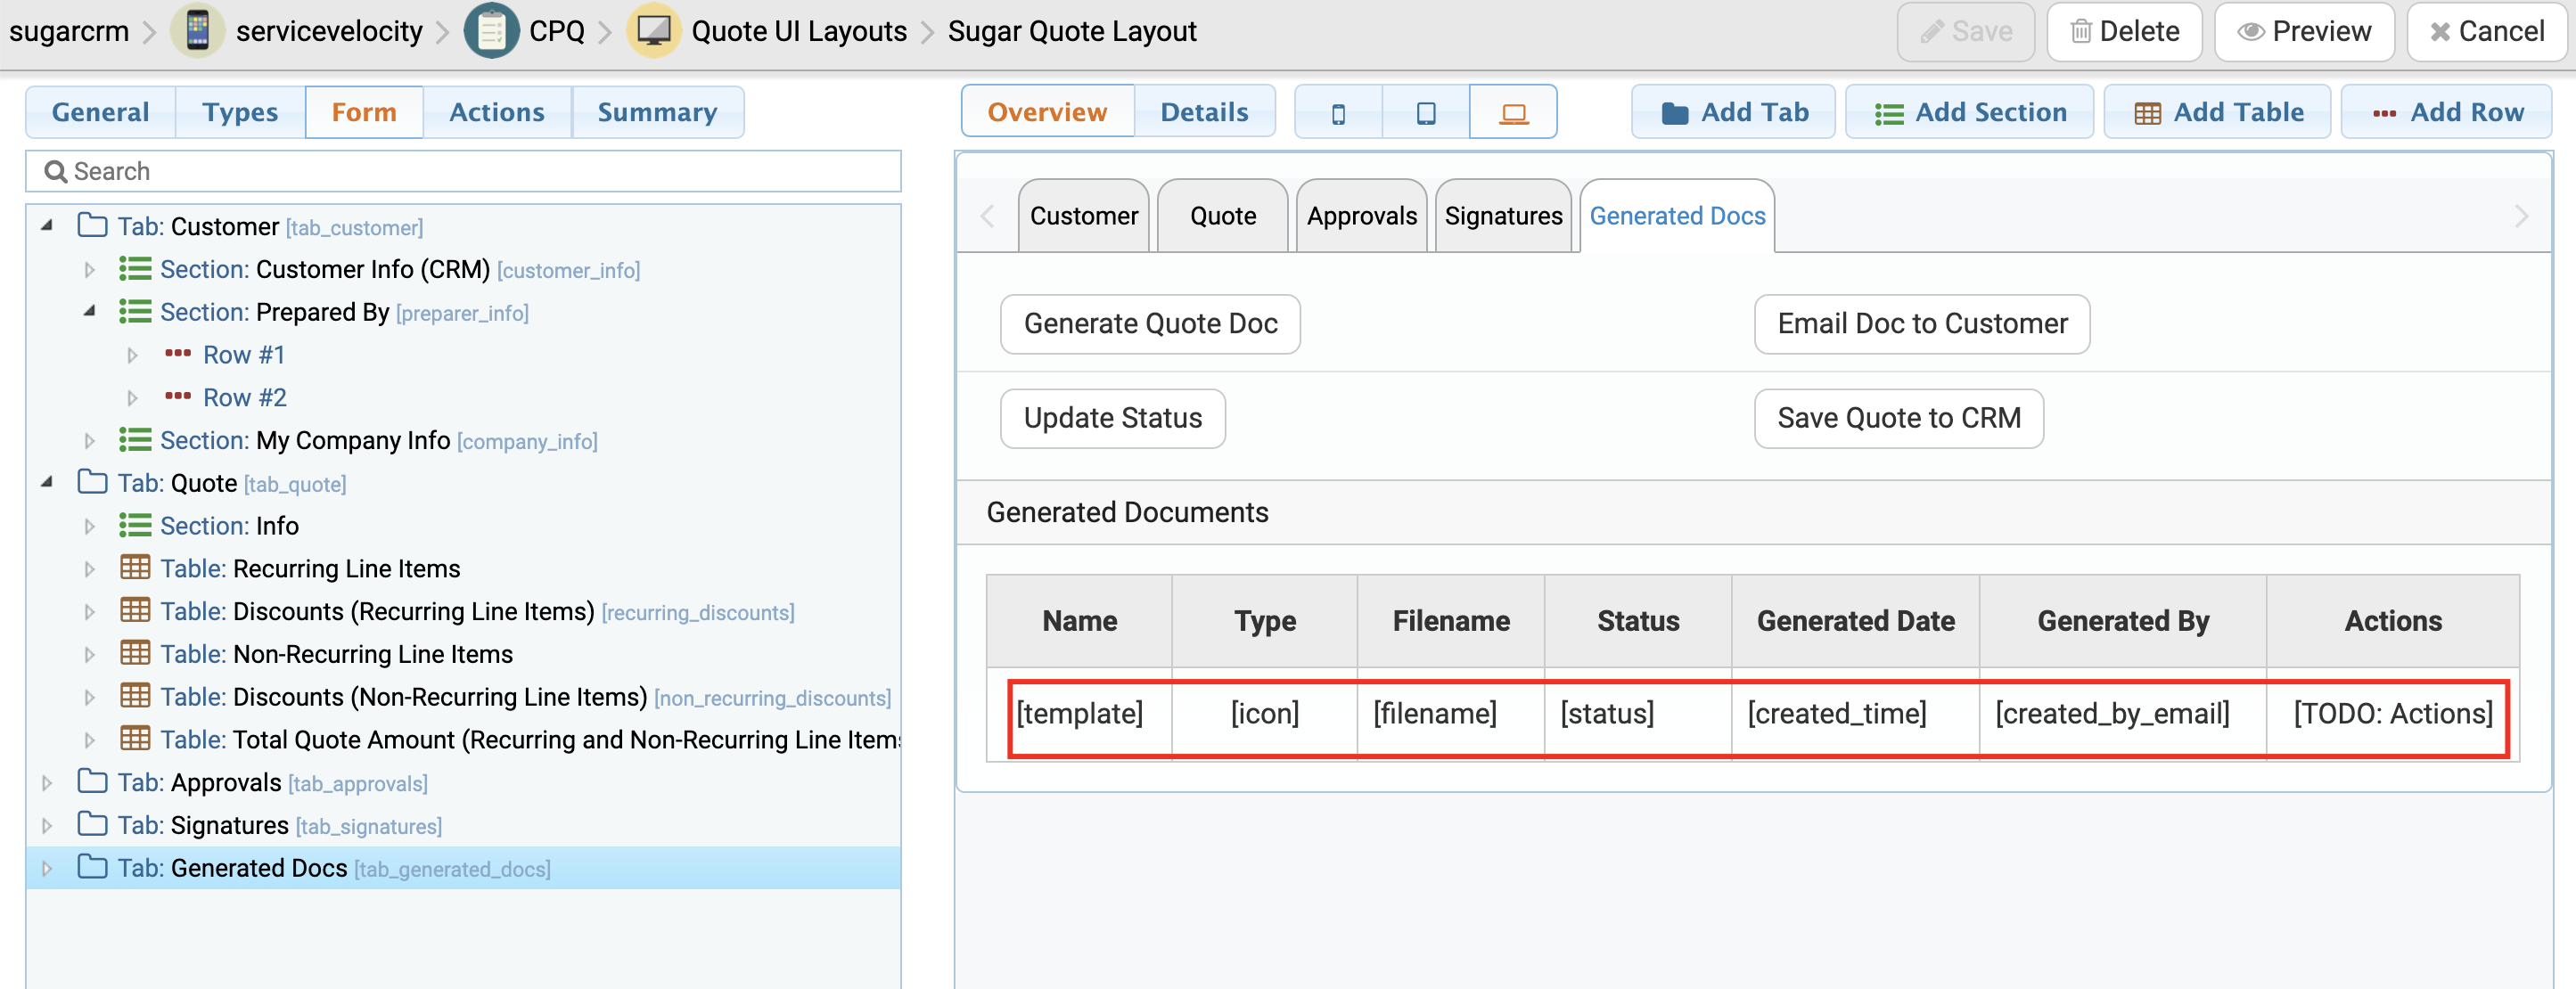 sugarcrm servicevelocity CPQ Quote UI Layouts Sugar Quote Layout Save Delete Preview Cancel
General Types Form Actions Summary
Overview Details Add Tab Add Section Add Table Add Row
Search
Tab: Customer [tab_customer]
Section: Customer Info (CRM) [customer_info]
Section: Prepared By [preparer_info]
Row #1
Row #2
Section: My Company Info [company_info]
Tab: Quote [tab_quote]
Section: Info
Table: Recurring Line Items
Table: Discounts (Recurring Line Items) [recurring_discounts]
Table: Non-Recurring Line Items
Table: Discounts (Non-Recurring Line Items) [non_recurring_discounts]
Table: Total Quote Amount (Recurring and Non-Recurring Line Item
Tab: Approvals [tab_approvals]
Tab: Signatures [tab_signatures]
Tab: Generated Docs [tab_generated_docs]
Customer Quote Approvals Signatures Generated Docs
Generate Quote Doc Email Doc to Customer
Update Status Save Quote to CRM
Generated Documents
Name Type Filename Status Generated Date Generated By Actions
[template] [icon] [filename] [status] [created_time] [created_by_email] [TODO: Actions]